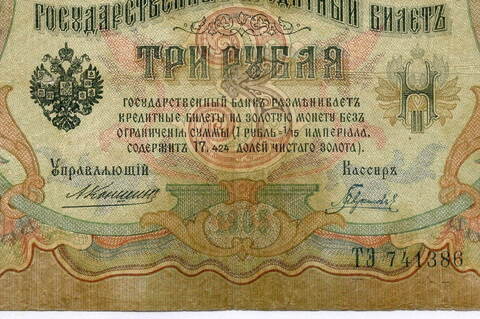 ГОСУДАРСТВЕННЫЙ КРЕДИТНЫЙ БИЛЕТЪ
ТРИ РУБЛЯ
ГОСУДАРСТВЕННЫЙ БАНКЪ РАЗМѢНИВАЕТЪ
КРЕДИТНЫЕ БИЛЕТЫ НА ЗОЛОТУЮ МОНЕТУ БЕЗЪ
ОГРАНИЧЕНІЯ СУММЫ (1 РУБЛЬ=1/15 ИМПЕРІАЛА,
СОДЕРЖИТЪ 17,424 ДОЛЕЙ ЧИСТАГО ЗОЛОТА).
Управляющій Кассиръ
1905
ТЭ 741386